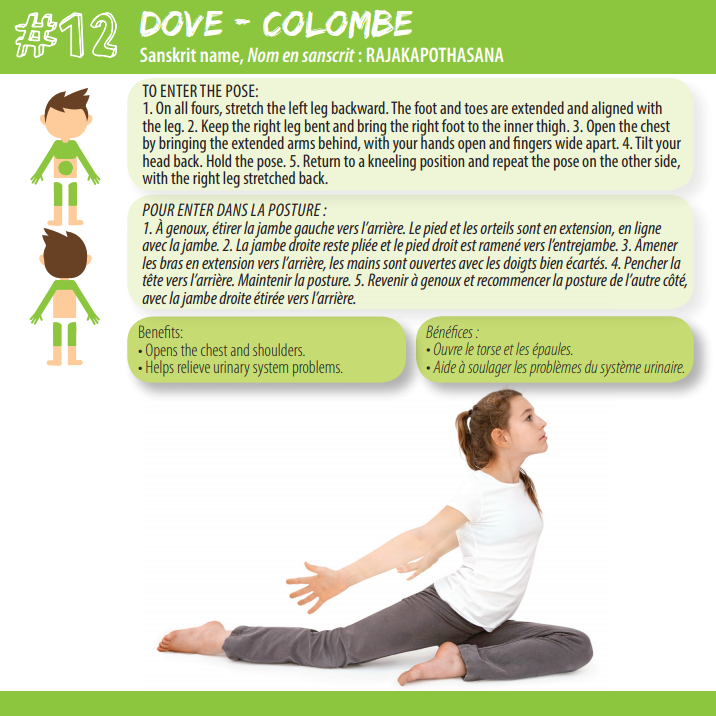 #12
DOVE - COLOMBE
Sanskrit name, Nom en sanscrit : RAJAKAPOTHASANA
TO ENTER THE POSE:
1. On all fours, stretch the left leg backward. The foot and toes are extended and aligned with
the leg. 2. Keep the right leg bent and bring the right foot to the inner thigh. 3. Open the chest
by bringing the extended arms behind, with your hands open and fingers wide apart. 4. Tilt your
head back. Hold the pose. 5. Return to a kneeling position and repeat the pose on the other side,
with the right leg stretched back.
POUR ENTER DANS LA POSTURE :
1. À genoux, étirer la jambe gauche vers l'arrière. Le pied et les orteils sont en extension, en ligne
avec la jambe. 2. La jambe droite reste pliée et le pied droit est ramené vers l'entrejambe. 3. Amener
les bras en extension vers l'arrière, les mains sont ouvertes avec les doigts bien écartés. 4. Pencher la
tête vers l'arrière. Maintenir la posture. 5. Revenir à genoux et recommencer la posture de l'autre côté,
avec la jambe droite étirée vers l'arrière.
Benefits:
• Opens the chest and shoulders.
• Helps relieve urinary system problems.
Bénéfices :
• Ouvre le torse et les épaules.
• Aide à soulager les problèmes du système urinaire.